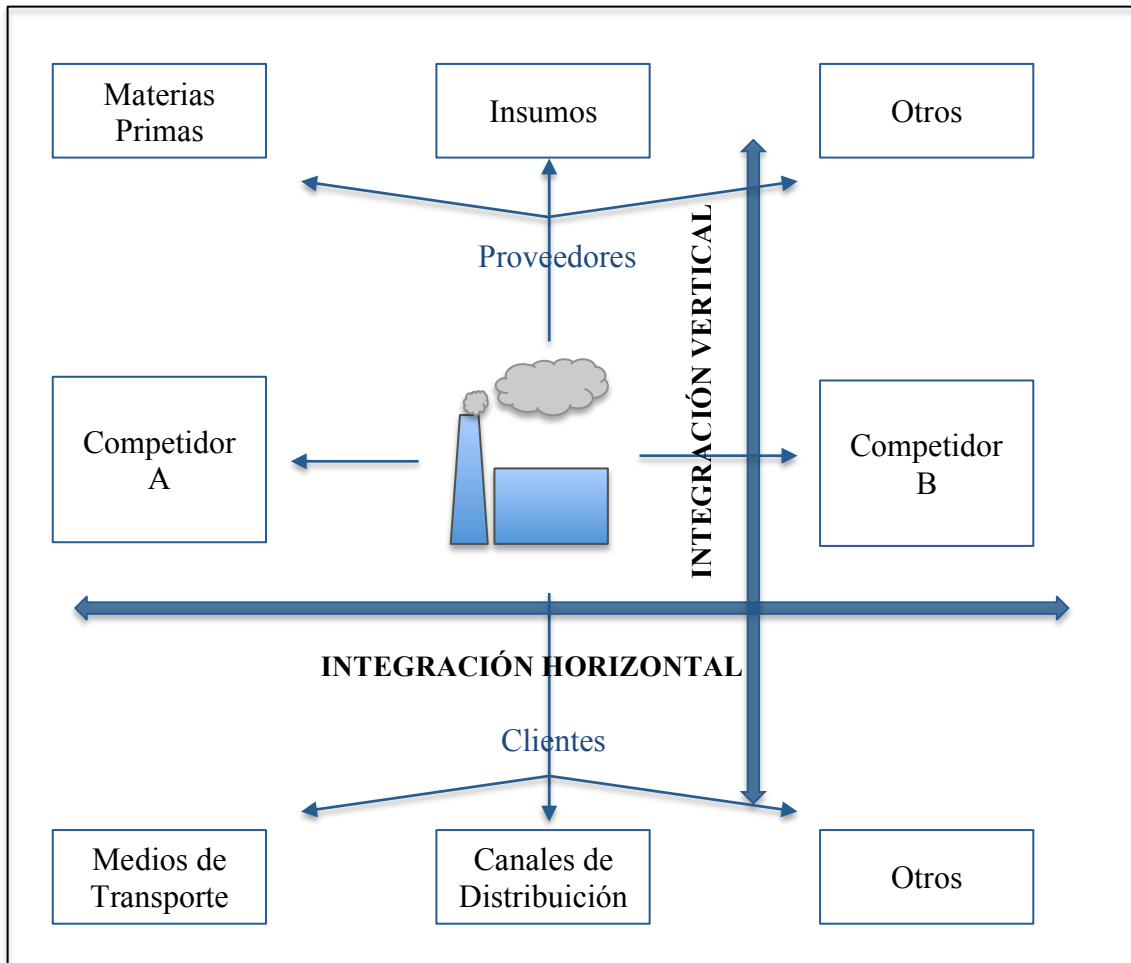 Materias
Primas
Insumos
Otros
Proveedores
INTEGRACIÓN VERTICAL
Competidor
A
Competidor
B
INTEGRACIÓN HORIZONTAL
Clientes
Medios de
Transporte
Canales de
Distribuición
Otros